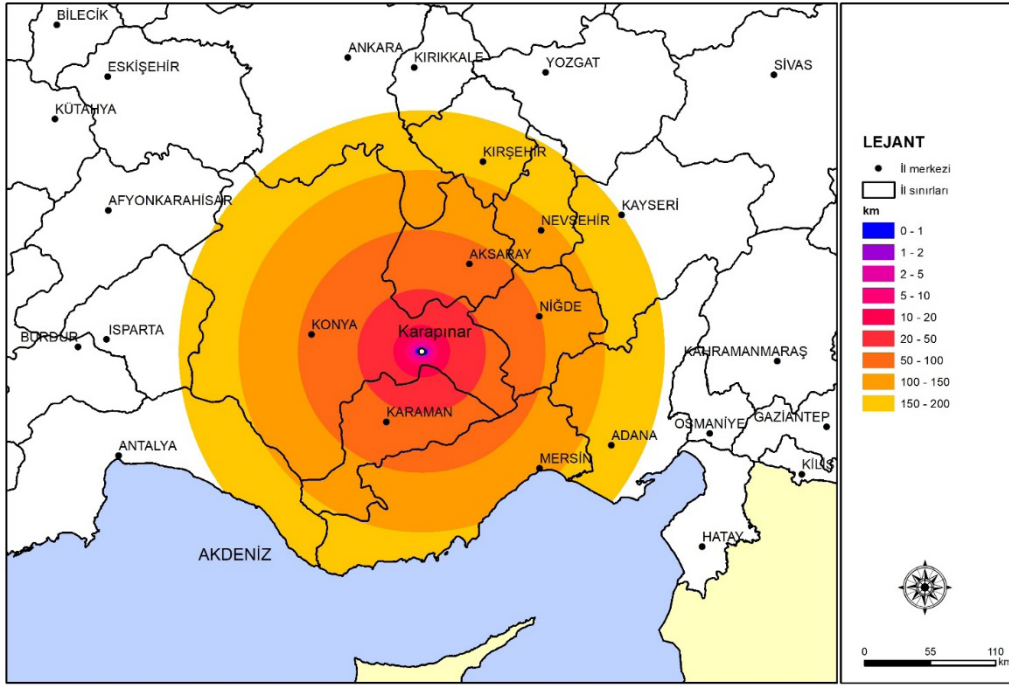 BİLECİK
ANKARA
KIRIKKALE
YOZGAT
SİVAS
ESKİŞEHİR
KÜTAHYA
KIRŞEHİR
AFYONKARAHİSAR
KAYSERİ
NEVŞEHİR
AKSARAY
NİĞDE
KONYA
Karapınar
ISPARTA
BURDUR
KAHRAMANMARAŞ
KARAMAN
GAZİANTEP
OSMANİYE
ADANA
ANTALYA
MERSİN
KİLİS
HATAY
AKDENİZ
LEJANT
İl merkezi
İl sınırları
km
0 - 1
1 - 2
2 - 5
5 - 10
10 - 20
20 - 50
50 - 100
100 - 150
150 - 200
0 55 110
km